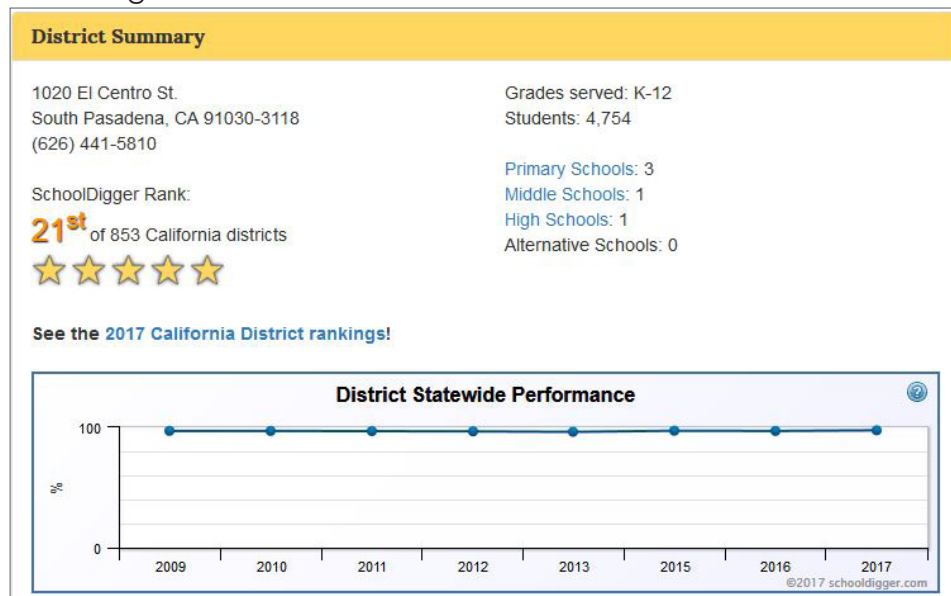 District Summary
1020 El Centro St.
South Pasadena, CA 91030-3118
(626) 441-5810
SchoolDigger Rank:
21st of 853 California districts
See the 2017 California District rankings!
Grades served: K-12
Students: 4,754
Primary Schools: 3
Middle Schools: 1
High Schools: 1
Alternative Schools: 0
District Statewide Performance
?
100
%
0
2009 2010 2011 2012 2013 2015 2016 2017
©2017 schooldigger.com